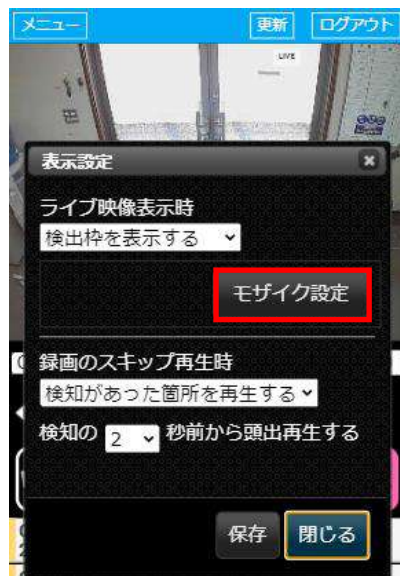 メニュー 更新 ログアウト
LIVE
表示設定 ×
ライブ映像表示時
検出枠を表示する
モザイク設定
録画のスキップ再生時
検知があった箇所を再生する
検知の 2 秒前から頭出再生する
保存 閉じる